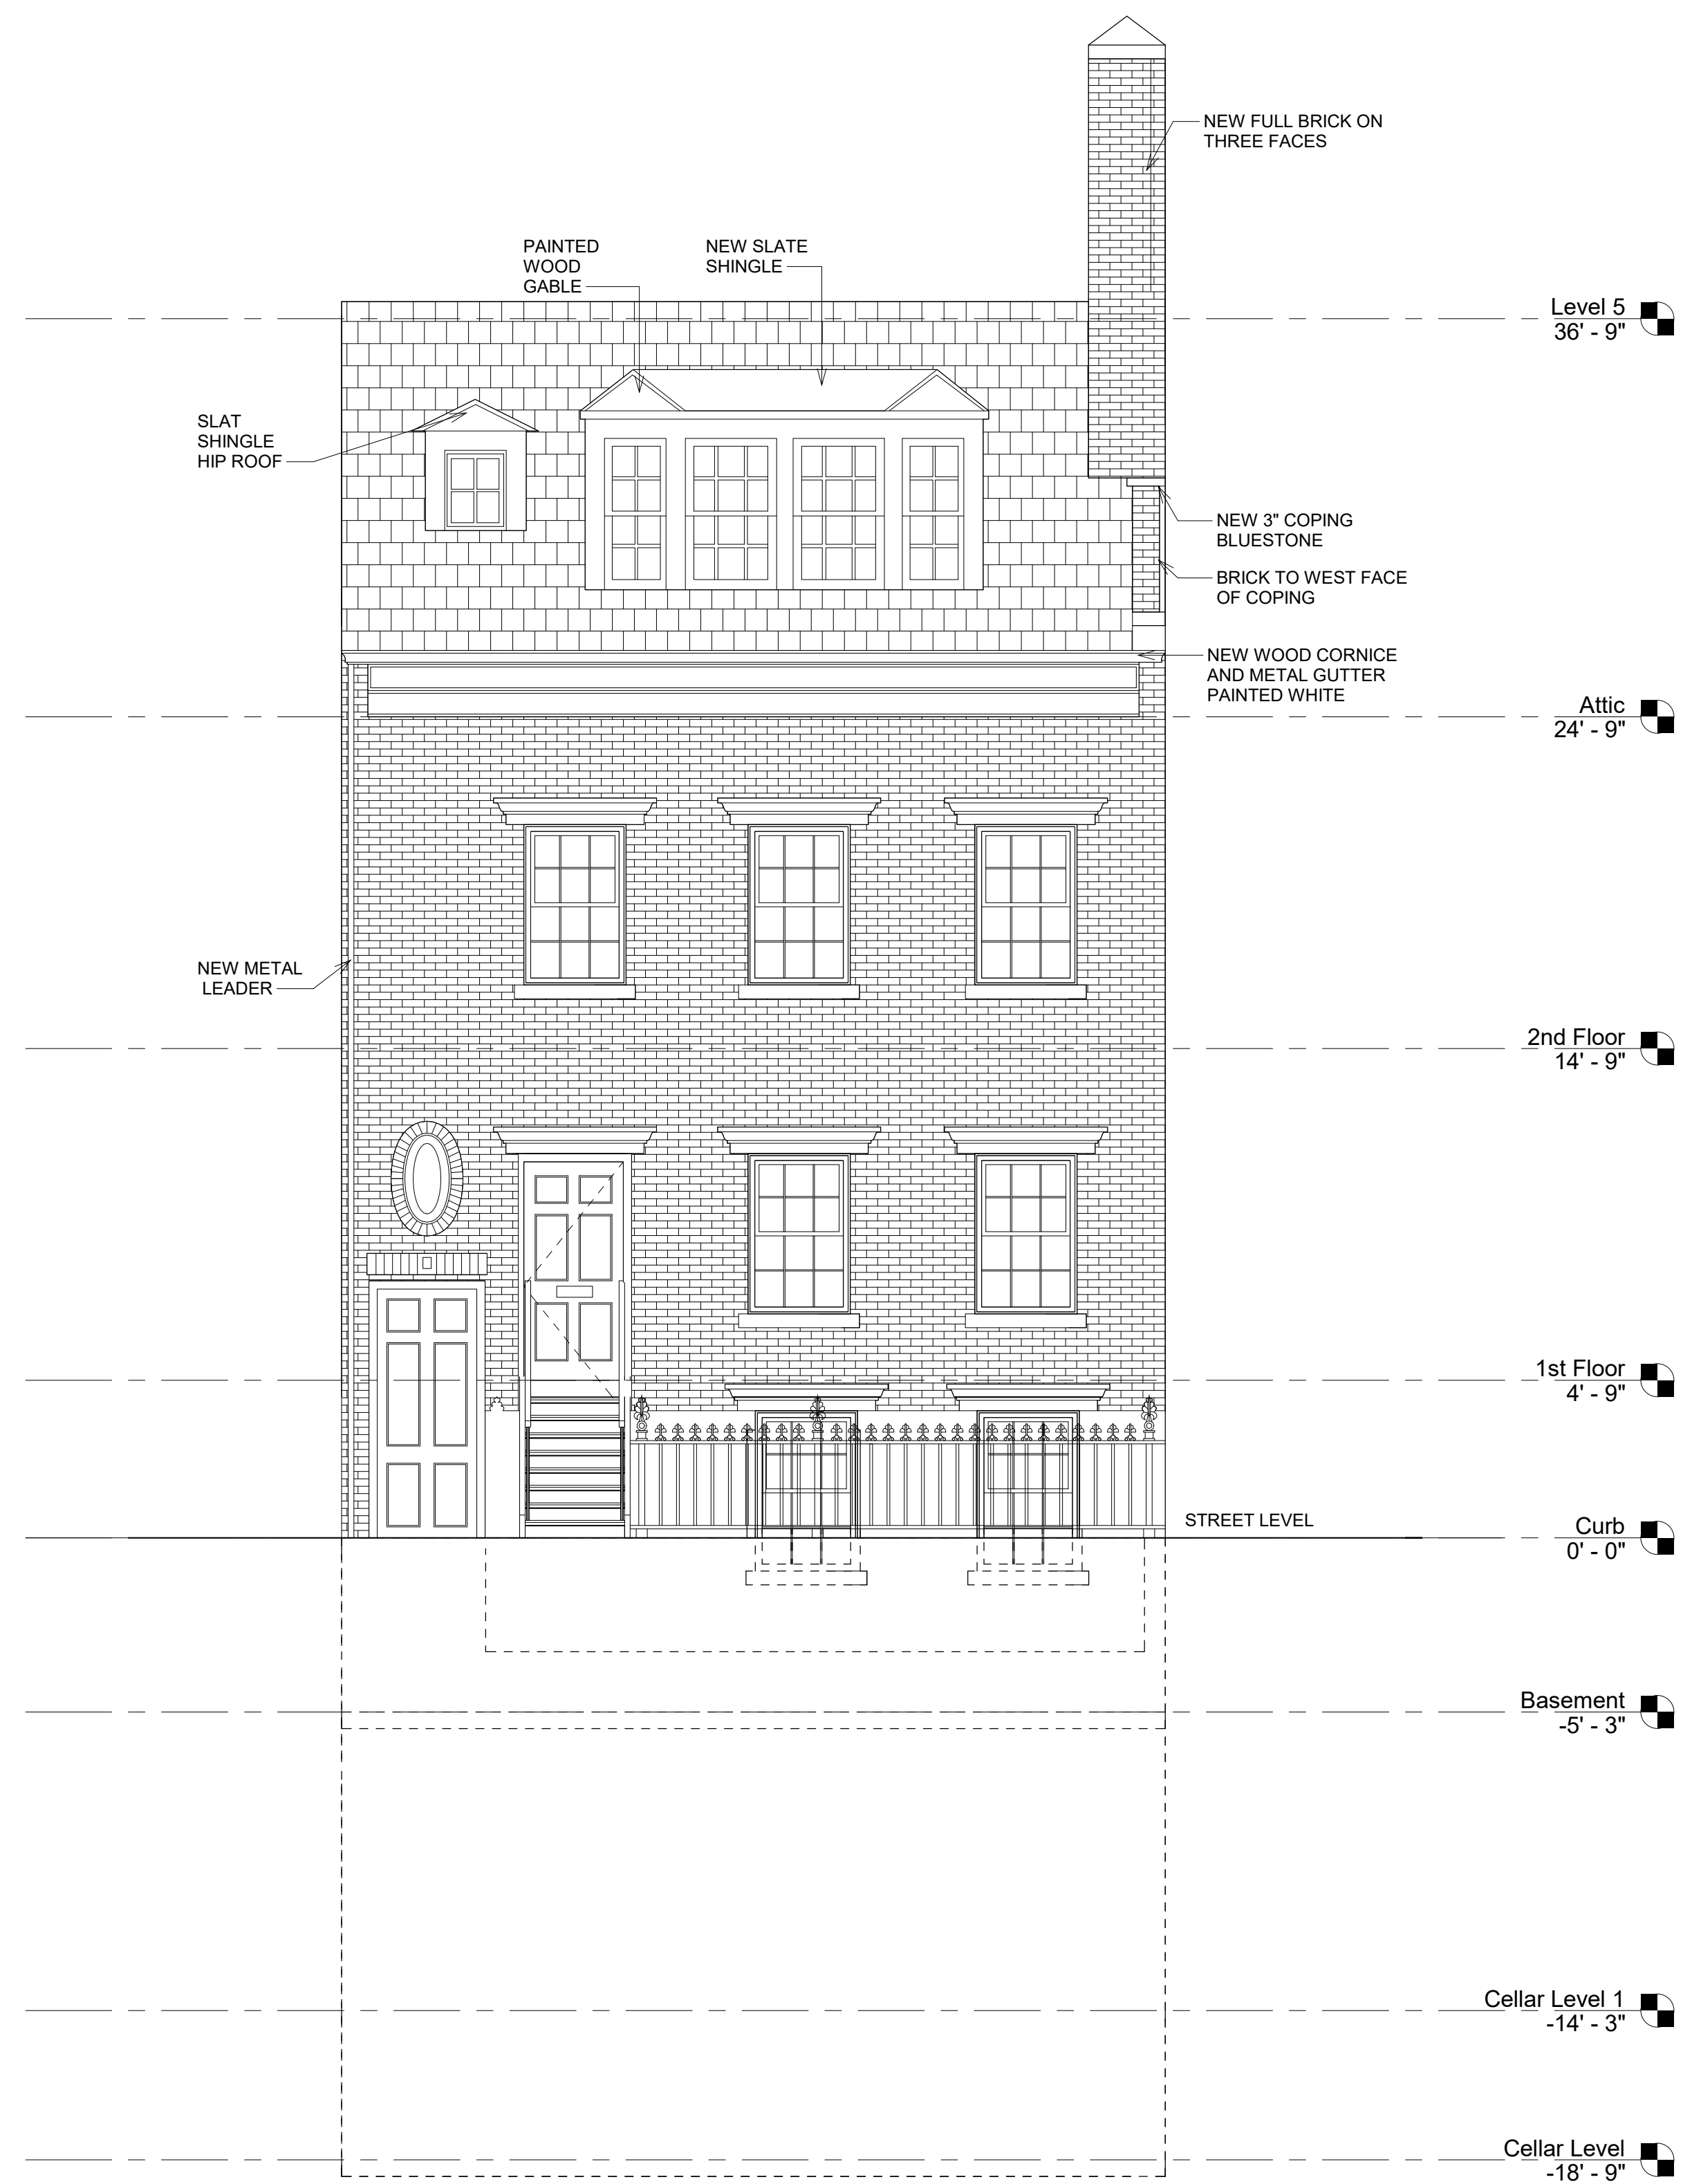 NEW FULL BRICK ON
THREE FACES
PAINTED
WOOD
GABLE
NEW SLATE
SHINGLE
Level 5
36' - 9"
SLAT
SHINGLE
HIP ROOF
NEW 3" COPING
BLUESTONE
BRICK TO WEST FACE
OF COPING
NEW WOOD CORNICE
AND METAL GUTTER
PAINTED WHITE
Attic
24' - 9"
NEW METAL
LEADER
2nd Floor
14' - 9"
1st Floor
4' - 9"
STREET LEVEL
Curb
0' - 0"
Basement
-5' - 3"
Cellar Level 1
-14' - 3"
Cellar Level
-18' - 9"